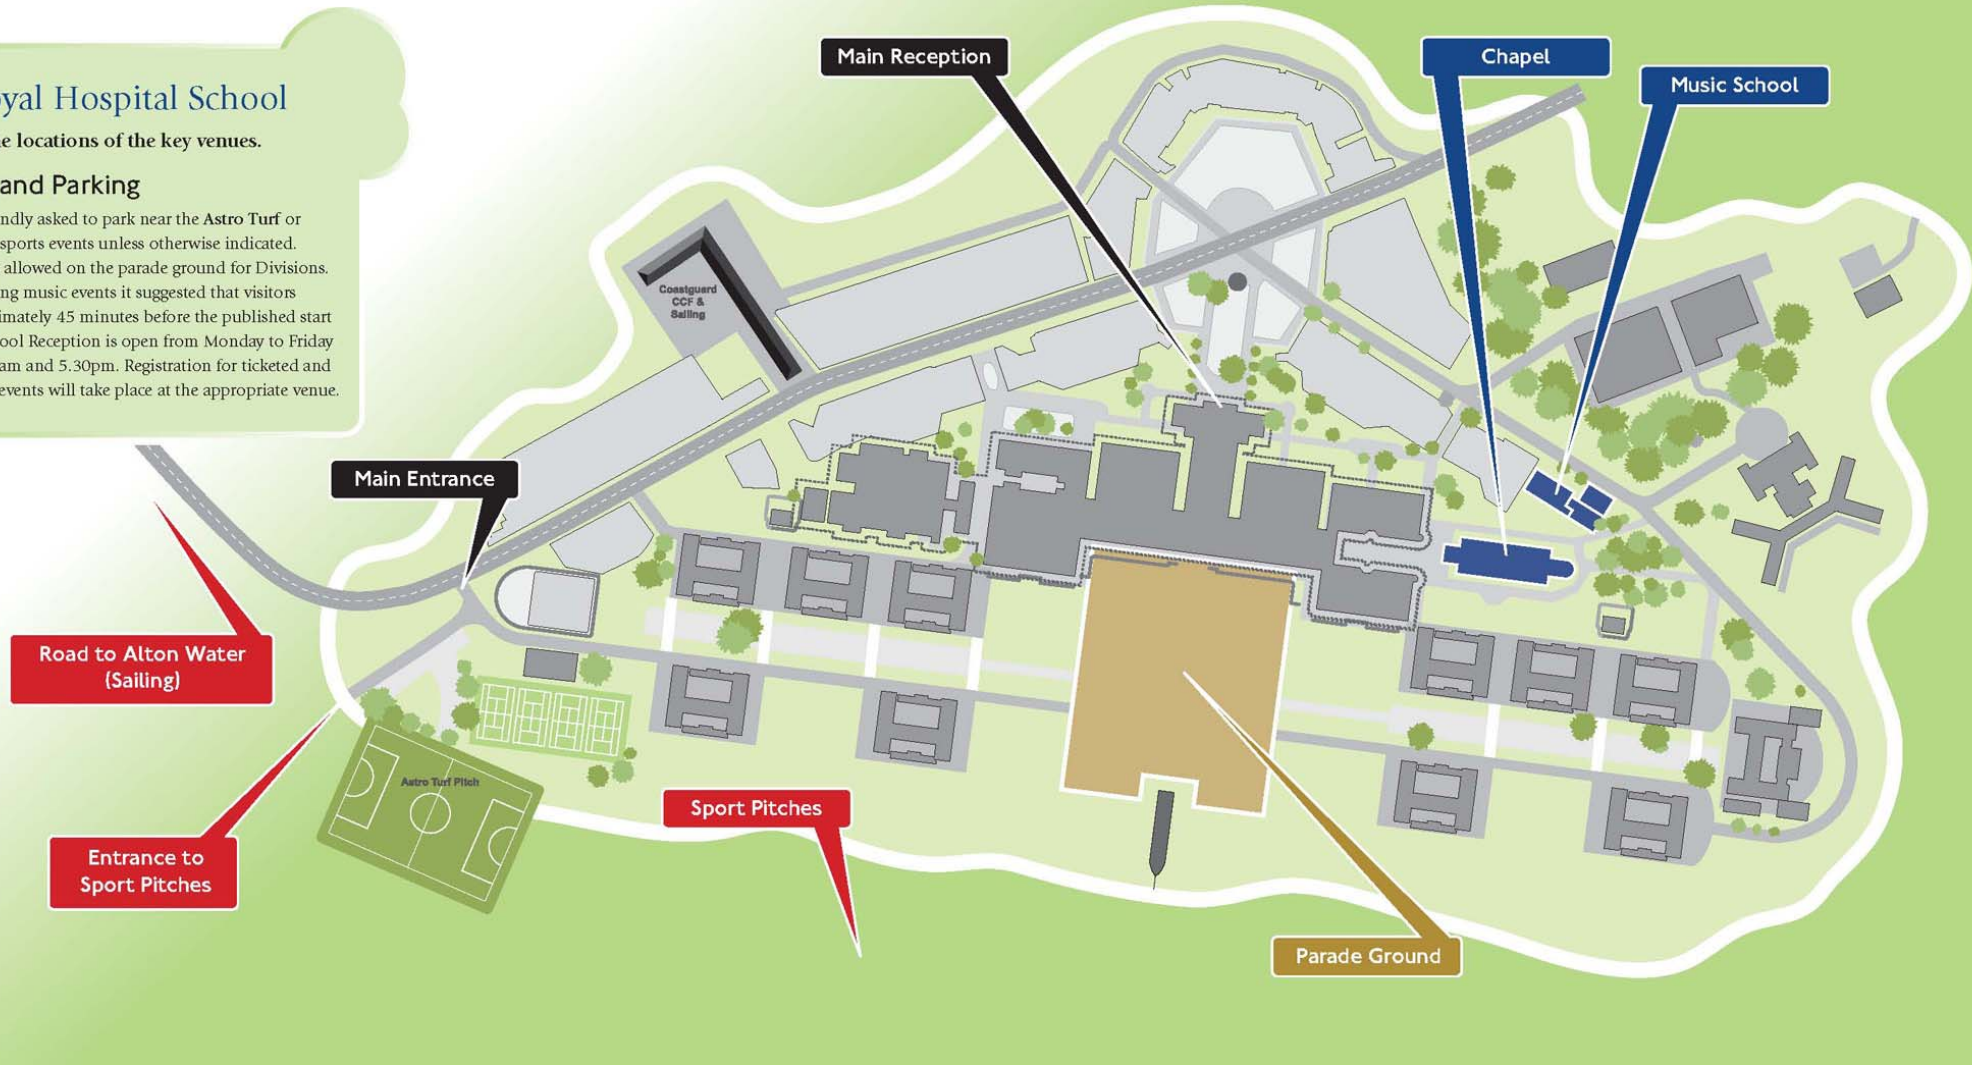 oyal Hospital School
e locations of the key venues.
and Parking
ndly asked to park near the Astro Turf or
sports events unless otherwise indicated.
allowed on the parade ground for Divisions.
ng music events it suggested that visitors
imately 45 minutes before the published start
ool Reception is open from Monday to Friday
am and 5.30pm. Registration for ticketed and
events will take place at the appropriate venue.
Main Reception
Chapel
Music School
Coastguard
CCF &
Sailing
Main Entrance
Road to Alton Water
(Sailing)
Astro Turf Pitch
Sport Pitches
Entrance to
Sport Pitches
Parade Ground